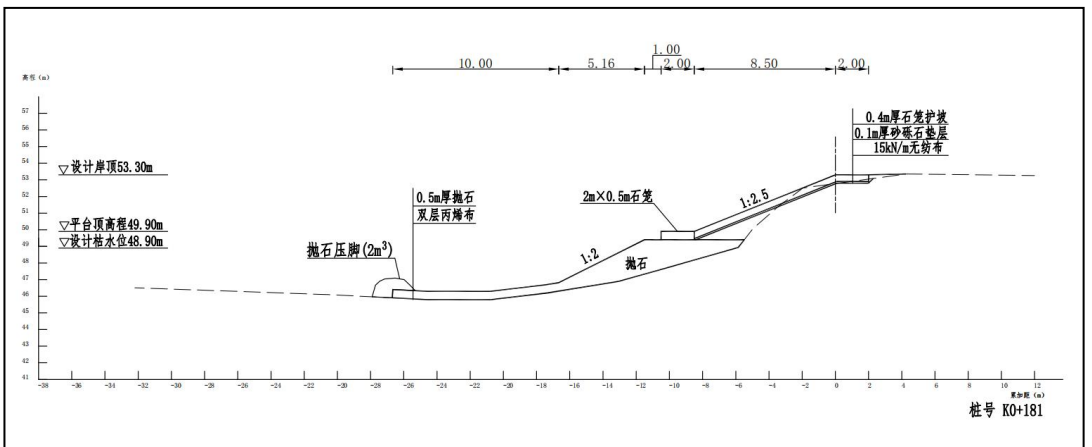 1.00
10.00
5.16
2.00
8.50
2.00
高程（m）
57
56
55
54
53
52
51
50
49
48
47
46
45
44
43
42
41
设计岸顶53.30m
平台顶高程49.90m
设计枯水位48.90m
0.4m厚石笼护坡
0.1m厚砂砾石垫层
15kN/m无纺布
0.5m厚抛石
双层丙烯布
2m×0.5m石笼
1:2.5
抛石压脚(2m³)
1:2
抛石
-38 -36 -34 -32 -30 -28 -26 -24 -22 -20 -18 -16 -14 -12 -10 -8 -6 -4 -2 0 2 4 6 8 10 12
累加距（m）
桩号 K0+181